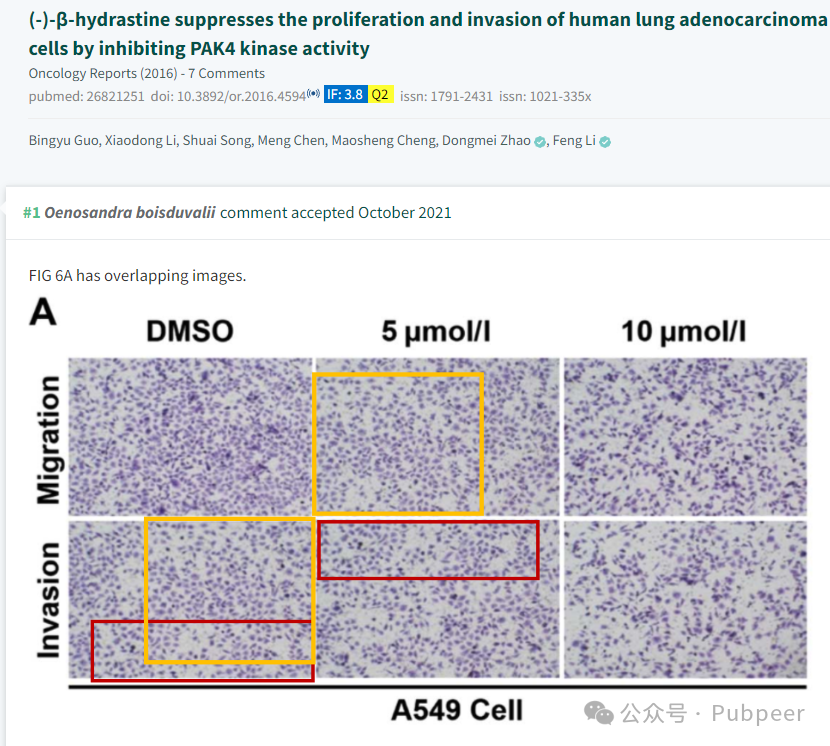 (-)-β-hydrastine suppresses the proliferation and invasion of human lung adenocarcinoma
cells by inhibiting PAK4 kinase activity
Oncology Reports (2016) - 7 Comments
pubmed: 26821251 doi: 10.3892/or.2016.4594 IF: 3.8 Q2 issn: 1791-2431 issn: 1021-335x
Bingyu Guo, Xiaodong Li, Shuai Song, Meng Chen, Maosheng Cheng, Dongmei Zhao, Feng Li
#1 Oenosandra boisduvalii comment accepted October 2021
FIG 6A has overlapping images.
A
DMSO 5 μmol/l 10 μmol/l
Migration
Invasion
A549 Cell
公众号 · Pubpeer